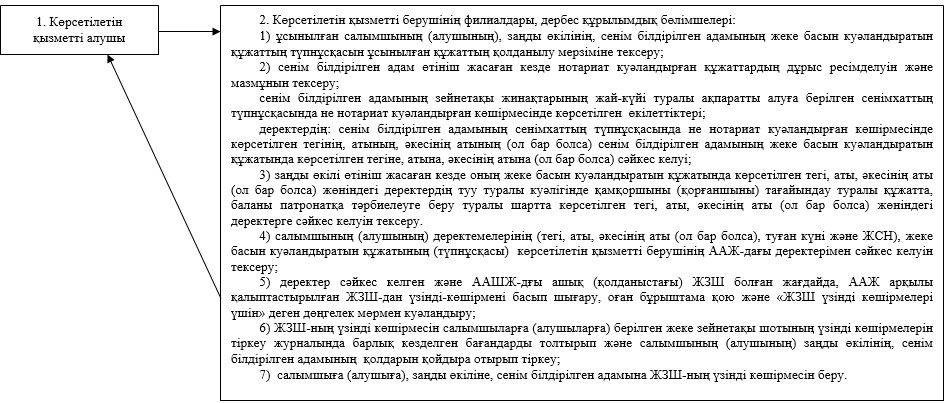 1. Көрсетілетін
қызметті алушы
2. Көрсетілетін қызметті берушінің филиалдары, дербес құрылымдық бөлімшелері:
1) ұсынылған салымшының (алушының), заңды өкілінің, сенім білдірілген адамының жеке басын куәландыратын
құжаттың түпнұсқасын ұсынылған құжаттың қолданылу мерзіміне тексеру;
2) сенім білдірілген адам өтініш жасаған кезде нотариат куәландырған құжаттардың дұрыс ресімделуін және
мазмұнын тексеру;
сенім білдірілген адамының зейнетақы жинақтарының жай-күйі туралы ақпаратты алуға берілген сенімхаттың
түпнұсқасында не нотариат куәландырған көшірмесінде көрсетілген өкілеттіктері;
деректердің: сенім білдірілген адамының сенімхаттың түпнұсқасында не нотариат куәландырған көшірмесінде
көрсетілген тегінің, атының, әкесінің атының (ол бар болса) сенім білдірілген адамының жеке басын куәландыратын
құжатында көрсетілген тегіне, атына, әкесінің атына (ол бар болса) сәйкес келуі;
3) заңды өкілі өтініш жасаған кезде оның жеке басын куәландыратын құжатында көрсетілген тегі, аты, әкесінің аты
(ол бар болса) жөніндегі деректердің туу туралы куәлігінде қамқоршыны (қорғаншыны) тағайындау туралы құжатта,
баланы патронатқа тәрбиелеуге беру туралы шартта көрсетілген тегі, аты, әкесінің аты (ол бар болса) жөніндегі
деректерге сәйкес келуін тексеру.
4) салымшының (алушының) деректемелерінің (тегі, аты, әкесінің аты (ол бар болса), туған күні және ЖСН), жеке
басын куәландыратын құжатының (түпнұсқасы) көрсетілетін қызметті берушінің ААЖ-дағы деректерімен сәйкес келуін
тексеру;
5) деректер сәйкес келген және ААШЖ-дғы ашық (қолданыстағы) ЖЗШ болған жағдайда, ААЖ арқылы
қалыптастырылған ЖЗШ-дан үзінді-көшірмені басып шығару, оған бұрыштама қою және «ЖЗШ үзінді көшірмелері
үшін» деген дөңгелек мөрмен куәландыру;
6) ЖЗШ-ның үзінді көшірмесін салымшыларға (алушыларға) берілген жеке зейнетақы шотының үзінді көшірмелерін
тіркеу журналында барлық көзделген бағандарды толтырып және салымшының (алушының) заңды өкілінің, сенім
білдірілген адамының қолдарын қойдыра отырып тіркеу;
7) салымшыға (алушыға), заңды өкіліне, сенім білдірілген адамына ЖЗШ-ның үзінді көшірмесін беру.